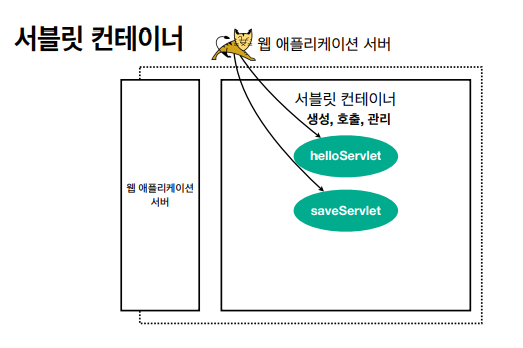 서블릿 컨테이너
웹 애플리케이션 서버
서블릿 컨테이너
생성, 호출, 관리
helloServlet
웹 애플리케이션
서버
saveServlet